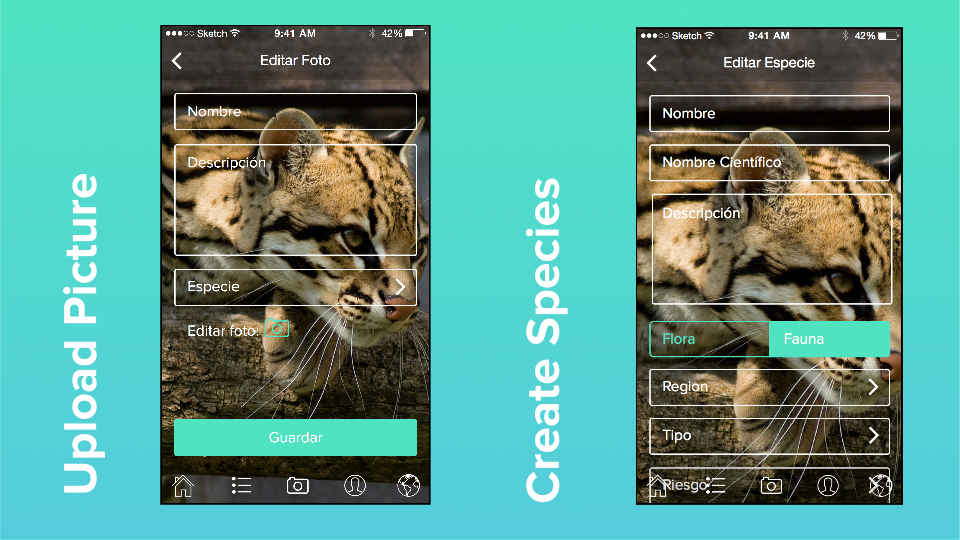 Upload Picture
●●●○○ Sketch 9:41 AM 42%
Editar Foto
Nombre
Descripción
Especie
Editar foto:
Guardar
Create Species
●●●○○ Sketch 9:41 AM 42%
Editar Especie
Nombre
Nombre Científico
Descripción
Flora Fauna
Region
Tipo
Riesgo